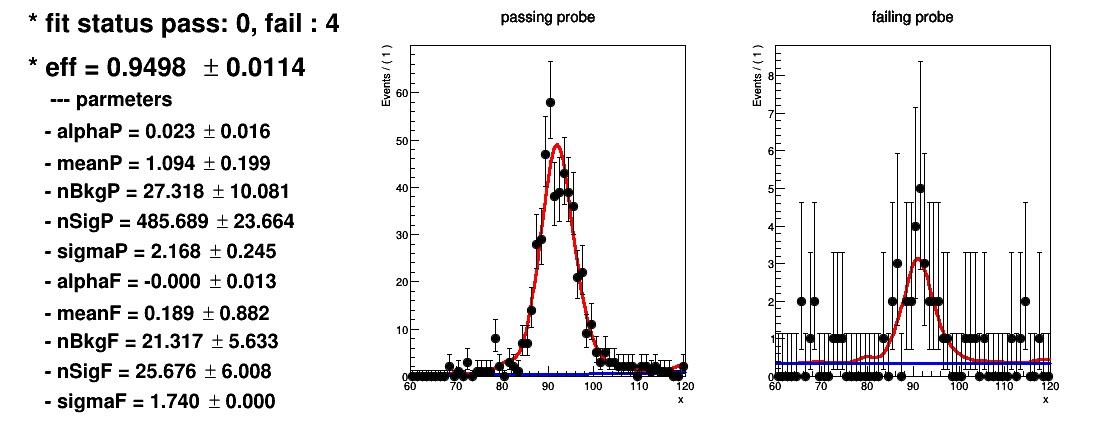 * fit status pass: 0, fail : 4
* eff = 0.9498 ± 0.0114
--- parmeters
- alphaP = 0.023 ± 0.016
- meanP = 1.094 ± 0.199
- nBkgP = 27.318 ± 10.081
- nSigP = 485.689 ± 23.664
- sigmaP = 2.168 ± 0.245
- alphaF = -0.000 ± 0.013
- meanF = 0.189 ± 0.882
- nBkgF = 21.317 ± 5.633
- nSigF = 25.676 ± 6.008
- sigmaF = 1.740 ± 0.000
passing probe
Events / ( 1 )
60
50
40
30
20
10
0
60 70 80 90 100 110 120
x
failing probe
Events / ( 1 )
8
7
6
5
4
3
2
1
0
60 70 80 90 100 110 120
x